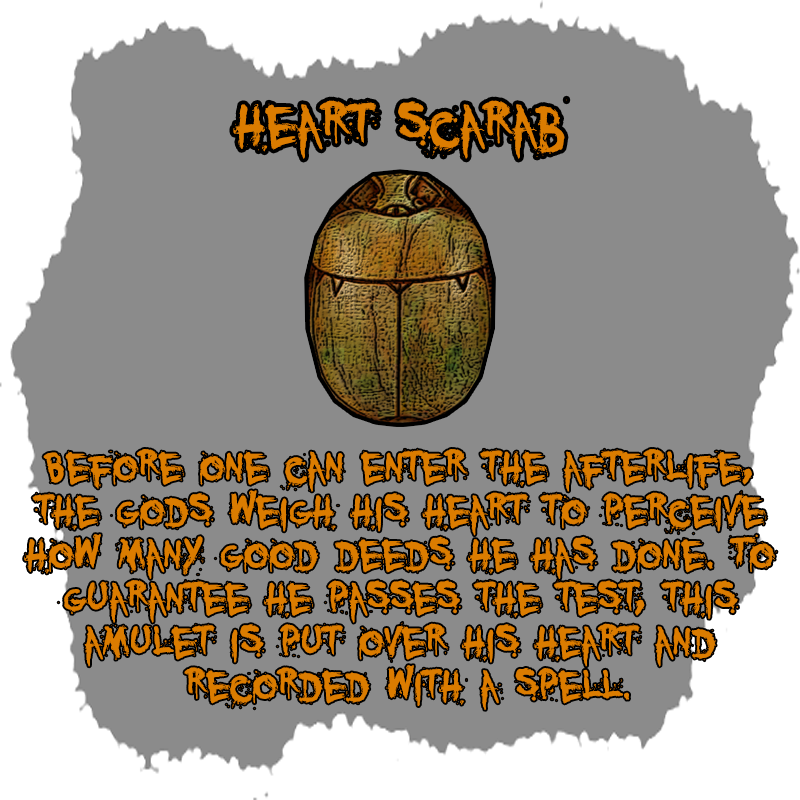 HEART SCARAB
BEFORE ONE CAN ENTER THE AFTERLIFE,
THE GODS WEIGH HIS HEART TO PERCEIVE
HOW MANY GOOD DEEDS HE HAS DONE. TO
GUARANTEE HE PASSES THE TEST, THIS
AMULET IS PUT OVER HIS HEART AND
RECORDED WITH A SPELL.